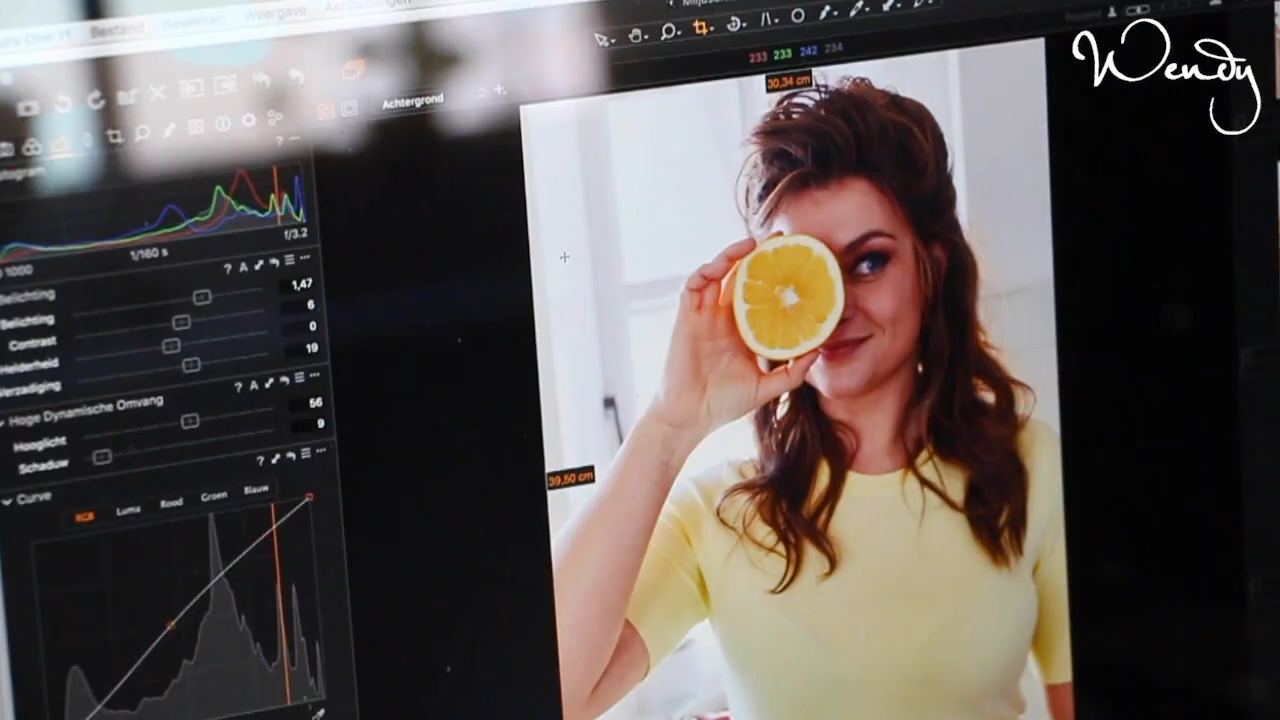 Wendy
Bestand Bewerken Weergave Aanpassingen
233 233 242 234
30,34 cm
Achtergrond
f/3.2
1/160 s
1000
? A
Belichting 1,47
Belichting 6
Contrast 0
Helderheid 19
Verzadiging
? A
Hoge Dynamische Omvang
Hooglicht 56
Schaduw 9
?
39,50 cm
Curve
RGB Luma Rood Groen Blauw